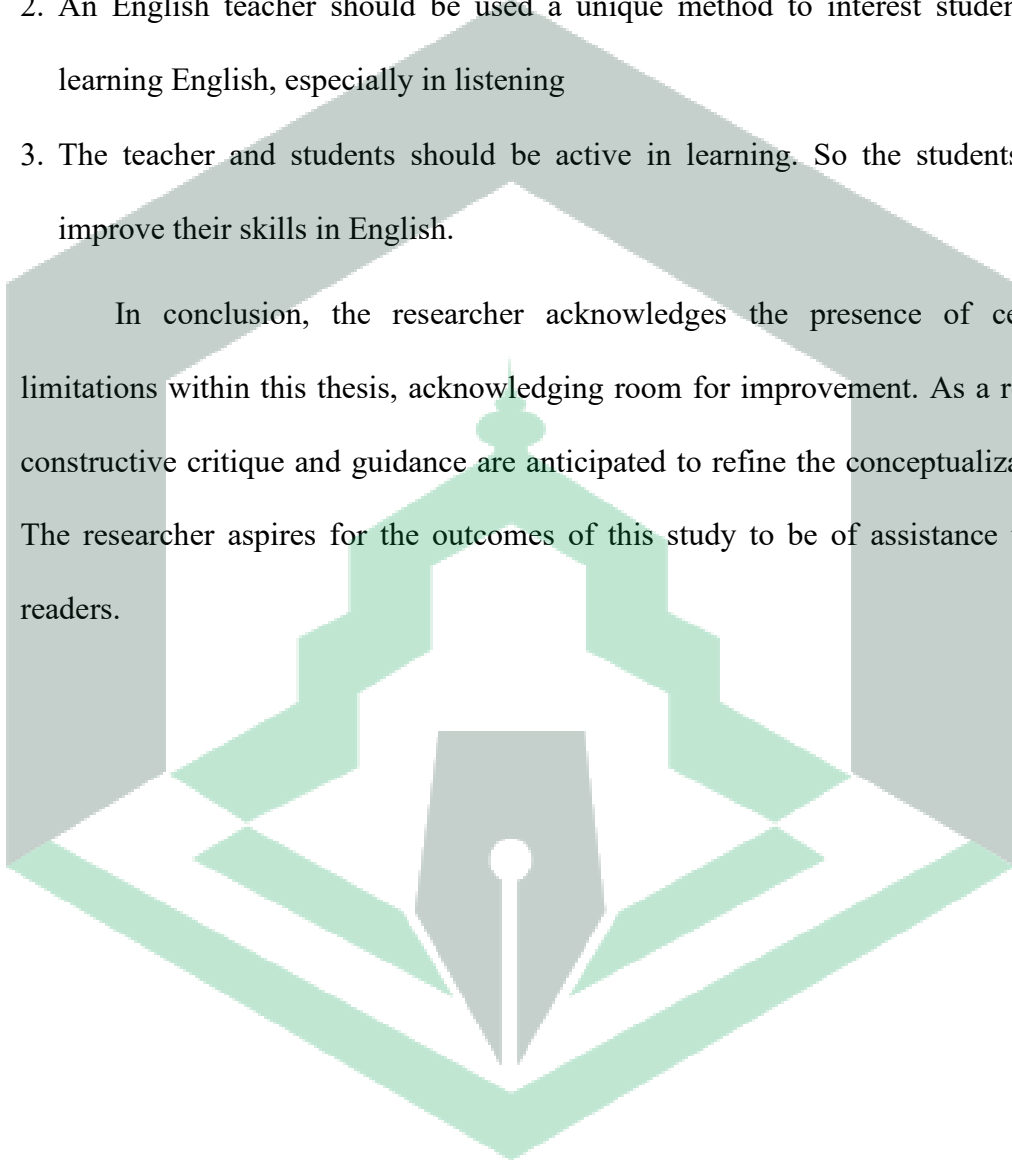 2. An English teacher should be used a unique method to interest
learning English, especially in listening
3. The teacher and students should be active in learning. So the students
improve their skills in English.
In conclusion, the researcher acknowledges the presence of
limitations within this thesis, acknowledging room for improvement. As a
constructive critique and guidance are anticipated to refine the
The researcher aspires for the outcomes of this study to be of assistance
readers.